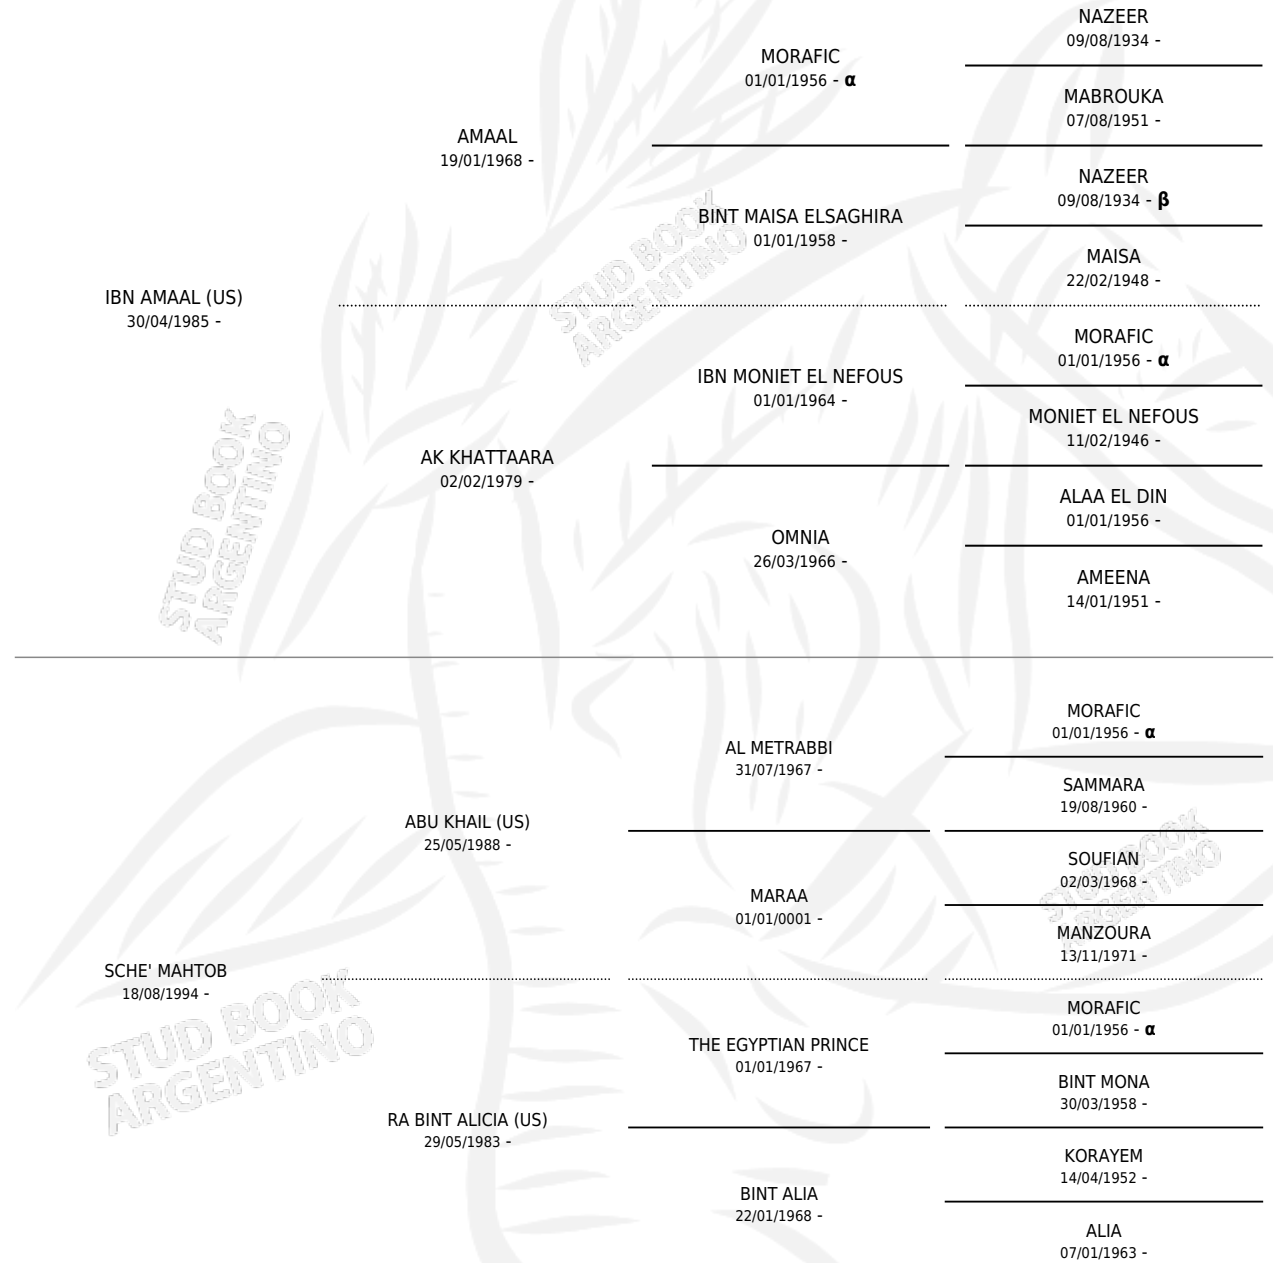 NAZEER
09/08/1934 -
MORAFIC
01/01/1956 - α
MABROUKA
07/08/1951 -
AMAAL
19/01/1968 -
NAZEER
09/08/1934 - β
BINT MAISA ELSAGHIRA
01/01/1958 -
MAISA
22/02/1948 -
IBN AMAAL (US)
30/04/1985 -
MORAFIC
01/01/1956 - α
IBN MONIET EL NEFOUS
01/01/1964 -
MONIET EL NEFOUS
11/02/1946 -
AK KHATTAARA
02/02/1979 -
ALAA EL DIN
01/01/1956 -
OMNIA
26/03/1966 -
AMEENA
14/01/1951 -
MORAFIC
01/01/1956 - α
AL METRABBI
31/07/1967 -
SAMMARA
19/08/1960 -
ABU KHAIL (US)
25/05/1988 -
SOUFIAN
02/03/1968 -
MARAA
01/01/0001 -
MANZOURA
13/11/1971 -
SCHE' MAHTOB
18/08/1994 -
MORAFIC
01/01/1956 - α
THE EGYPTIAN PRINCE
01/01/1967 -
BINT MONA
30/03/1958 -
RA BINT ALICIA (US)
29/05/1983 -
KORAYEM
14/04/1952 -
BINT ALIA
22/01/1968 -
ALIA
07/01/1963 -
STUD BOOK
ARGENTINO
STUD BOOK
ARGENTINO
STUD BOOK
ARGENTINO
STUD BOOK
ARGENTINO